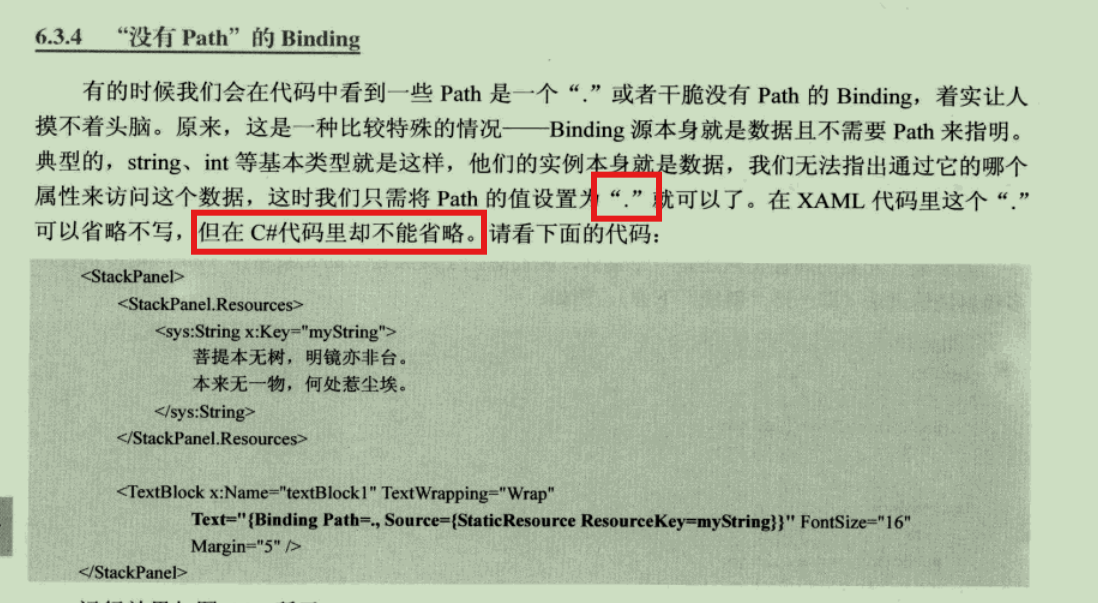 6.3.4 “没有 Path”的 Binding
有的时候我们会在代码中看到一些 Path 是一个“.”或者干脆没有 Path 的 Binding，着实让人
摸不着头脑。原来，这是一种比较特殊的情况——Binding 源本身就是数据且不需要 Path 来指明。
典型的，string、int 等基本类型就是这样，他们的实例本身就是数据，我们无法指出通过它的哪个
属性来访问这个数据，这时我们只需将 Path 的值设置为“.”就可以了。在 XAML 代码里这个“.”
可以省略不写，但在 C#代码里却不能省略。请看下面的代码：
<StackPanel>
<StackPanel.Resources>
<sys:String x:Key="myString">
菩提本无树，明镜亦非台。
本来无一物，何处惹尘埃。
</sys:String>
</StackPanel.Resources>
<TextBlock x:Name="textBlock1" TextWrapping="Wrap"
Text="{Binding Path=., Source={StaticResource ResourceKey=myString}}" FontSize="16"
Margin="5" />
</StackPanel>